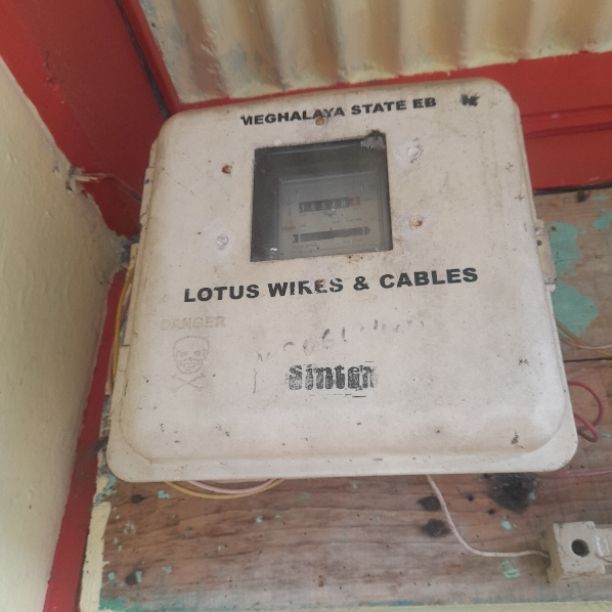 MEGHALAYA STATE EB
LOTUS WIRES & CABLES
DANGER
Sintex